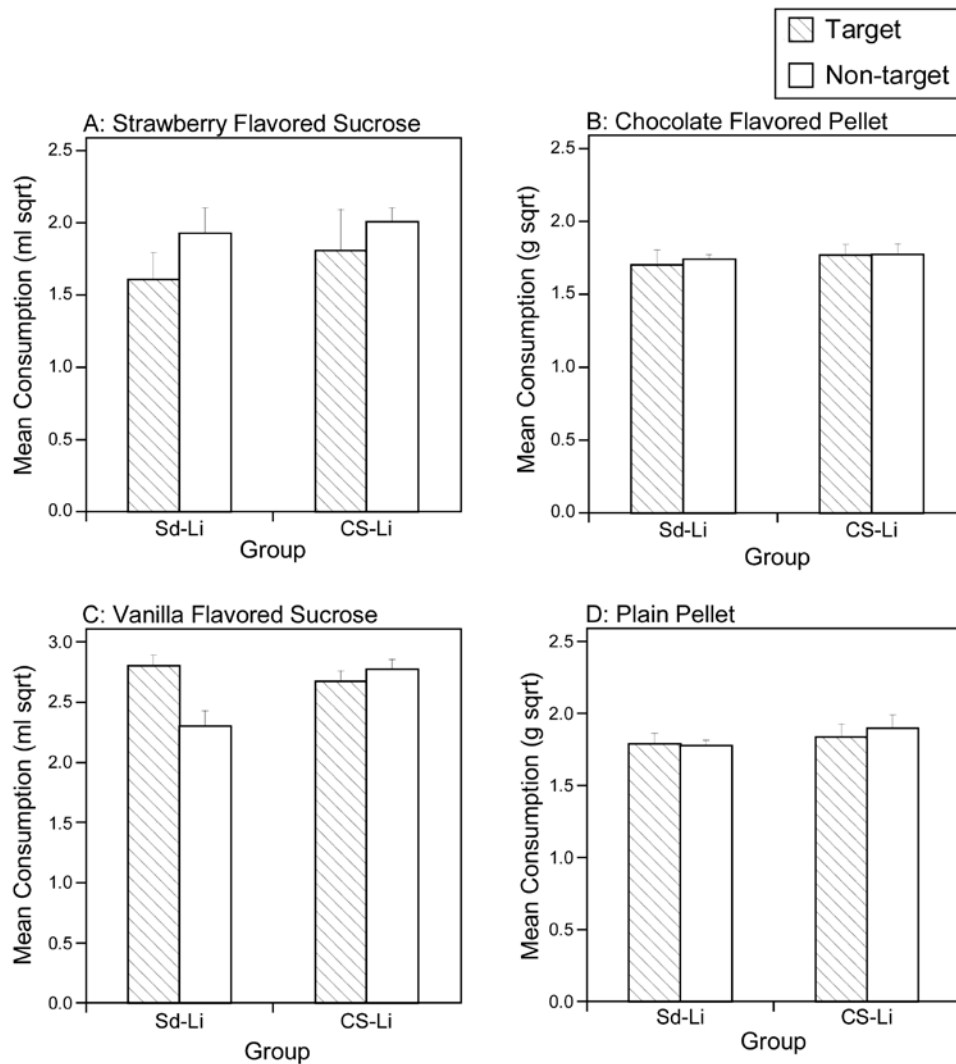 Target
Non-target
A: Strawberry Flavored Sucrose
2.5
2.0
1.5
1.0
0.5
0.0
Mean Consumption (ml sqrt)
Sd-Li
CS-Li
Group
B: Chocolate Flavored Pellet
2.5
2.0
1.5
1.0
0.5
0.0
Mean Consumption (g sqrt)
Sd-Li
CS-Li
Group
C: Vanilla Flavored Sucrose
3.0
2.5
2.0
1.5
1.0
0.5
0.0
Mean Consumption (ml sqrt)
Sd-Li
CS-Li
Group
D: Plain Pellet
2.5
2.0
1.5
1.0
0.5
0.0
Mean Consumption (g sqrt)
Sd-Li
CS-Li
Group